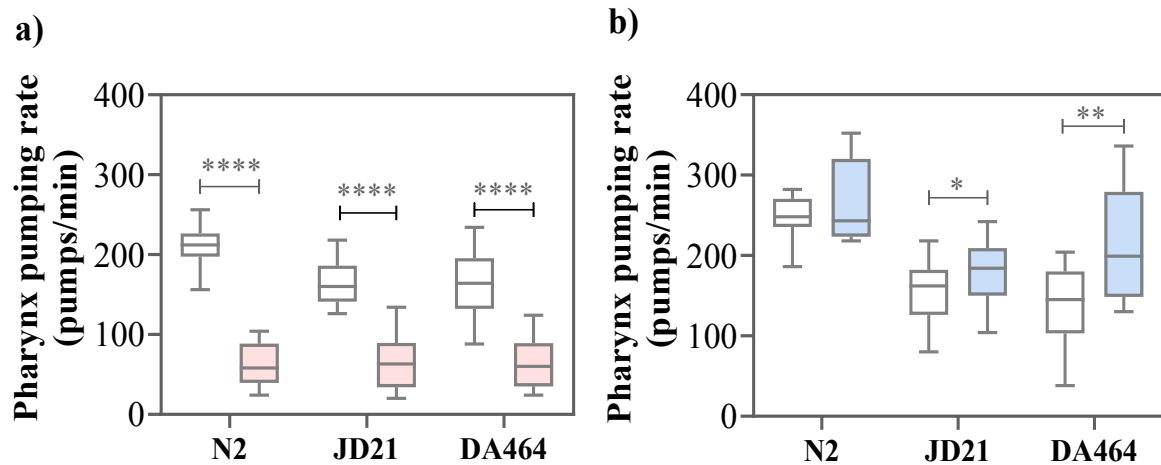 a)
Pharynx pumping rate
(pumps/min)
400
300
200
100
0
****
****
****
N2
JD21
DA464
b)
Pharynx pumping rate
(pumps/min)
400
300
200
100
0
*
**
N2
JD21
DA464